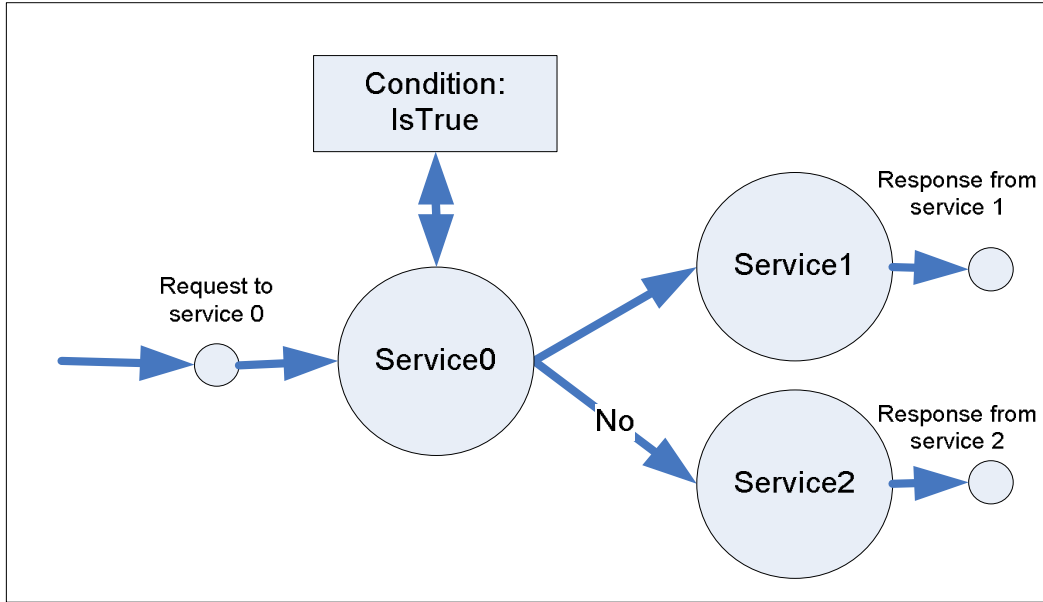 Condition:
IsTrue
Response from
service 1
Service1
Request to
service 0
Service0
No
Response from
service 2
Service2